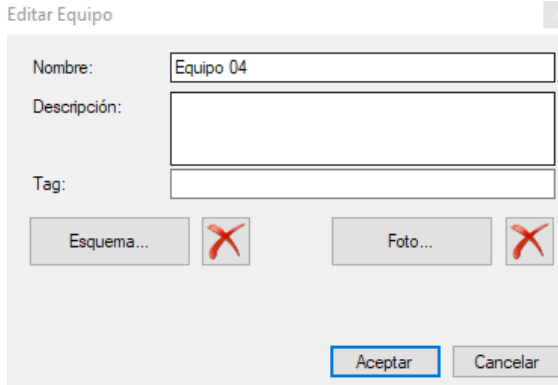 Editar Equipo
Nombre: Equipo 04
Descripción:
Tag:
Esquema... Foto...
Aceptar Cancelar